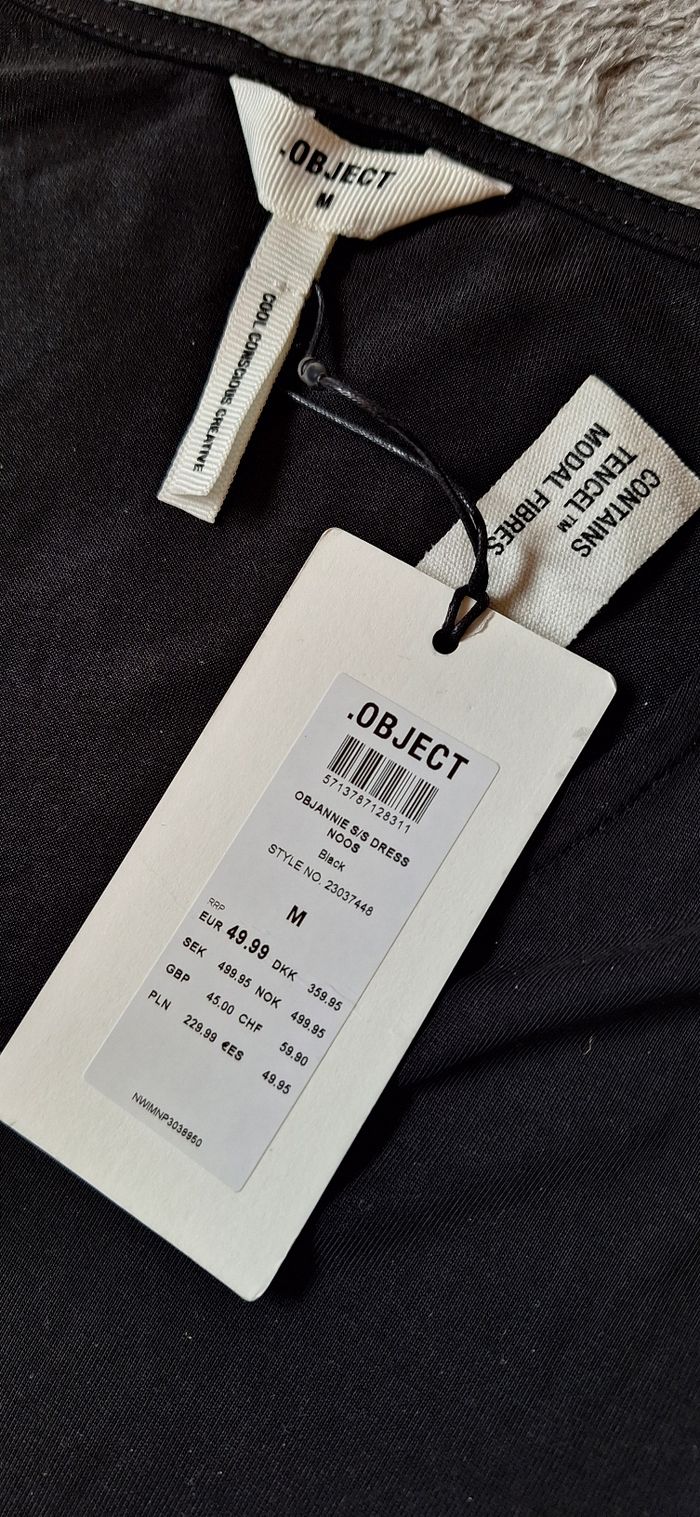 .OBJECT
M
COOL CONSCIOUS CREATIVE
CONTAINS
TENCEL™
MODAL FIBRES
.OBJECT
5713787128311
OBJANNIE S/S DRESS
NOOS
Black
STYLE NO. 23037448
M
RRP
EUR 49.99 DKK 359.95
SEK 499.95 NOK 499.95
GBP 45.00 CHF 59.90
PLN 229.99 €ES 49.95
NWIMNP3038950